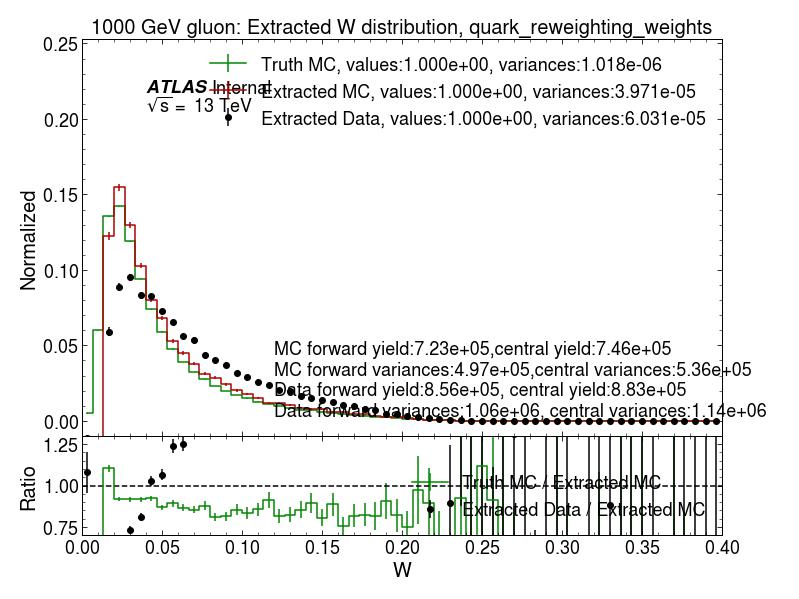 1000 GeV gluon: Extracted W distribution, quark_reweighting_weights
Normalized
0.25
0.20
0.15
0.10
0.05
0.00
ATLAS Internal
√s = 13 TeV
Truth MC, values:1.000e+00, variances:1.018e-06
Extracted MC, values:1.000e+00, variances:3.971e-05
Extracted Data, values:1.000e+00, variances:6.031e-05
MC forward yield:7.23e+05,central yield:7.46e+05
MC forward variances:4.97e+05,central variances:5.36e+05
Data forward yield:8.56e+05, central yield:8.83e+05
Data forward variances:1.06e+06, central variances:1.14e+06
Ratio
1.25
1.00
0.75
Truth MC / Extracted MC
Extracted Data / Extracted MC
0.00 0.05 0.10 0.15 0.20 0.25 0.30 0.35 0.40
W